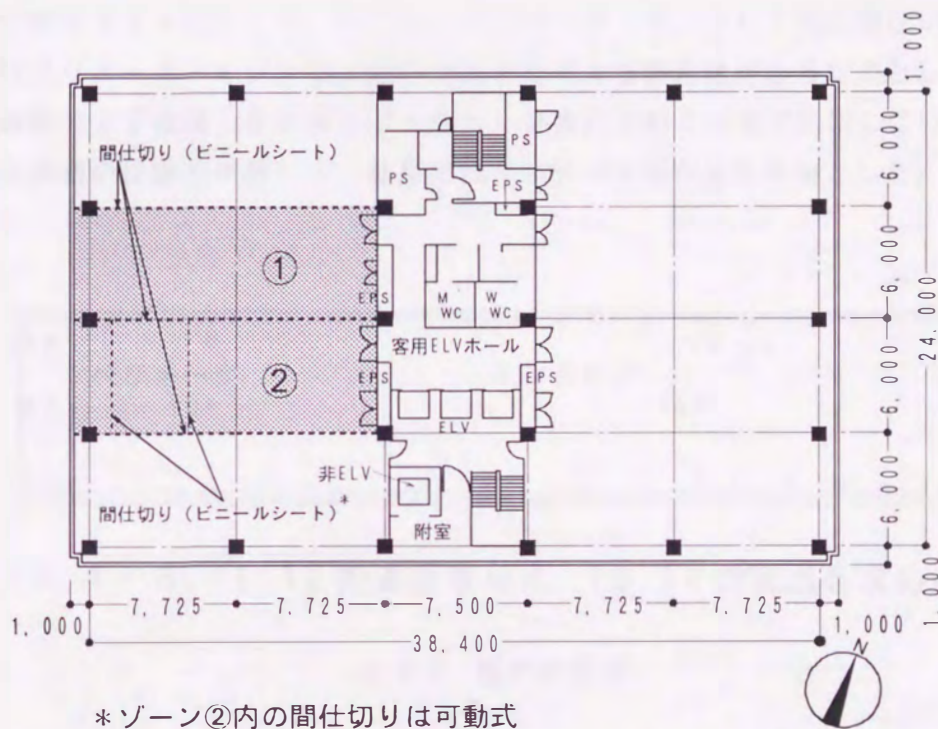 1,000
間仕切り（ビニールシート）
PS
PS
EPS
6,000
①
EPS
M
WC
W
WC
6,000
客用ELVホール
②
EPS
EPS
ELV
6,000
24,000
非ELV
間仕切り（ビニールシート）
*
附室
6,000
7,725
7,725
7,500
7,725
7,725
1,000
1,000
1,000
38,400
N
＊ゾーン②内の間仕切りは可動式